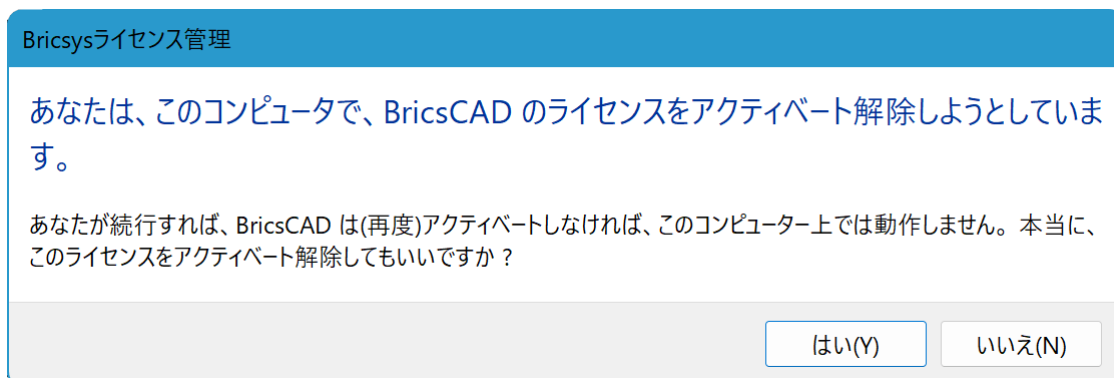 Bricsysライセンス管理
あなたは、このコンピュータで、BricsCAD のライセンスをアクティベート解除しようとしていま
す。
あなたが続行すれば、BricsCAD は(再度)アクティベートしなければ、このコンピューター上では動作しません。本当に、
このライセンスをアクティベート解除してもいいですか？
はい(Y)
いいえ(N)